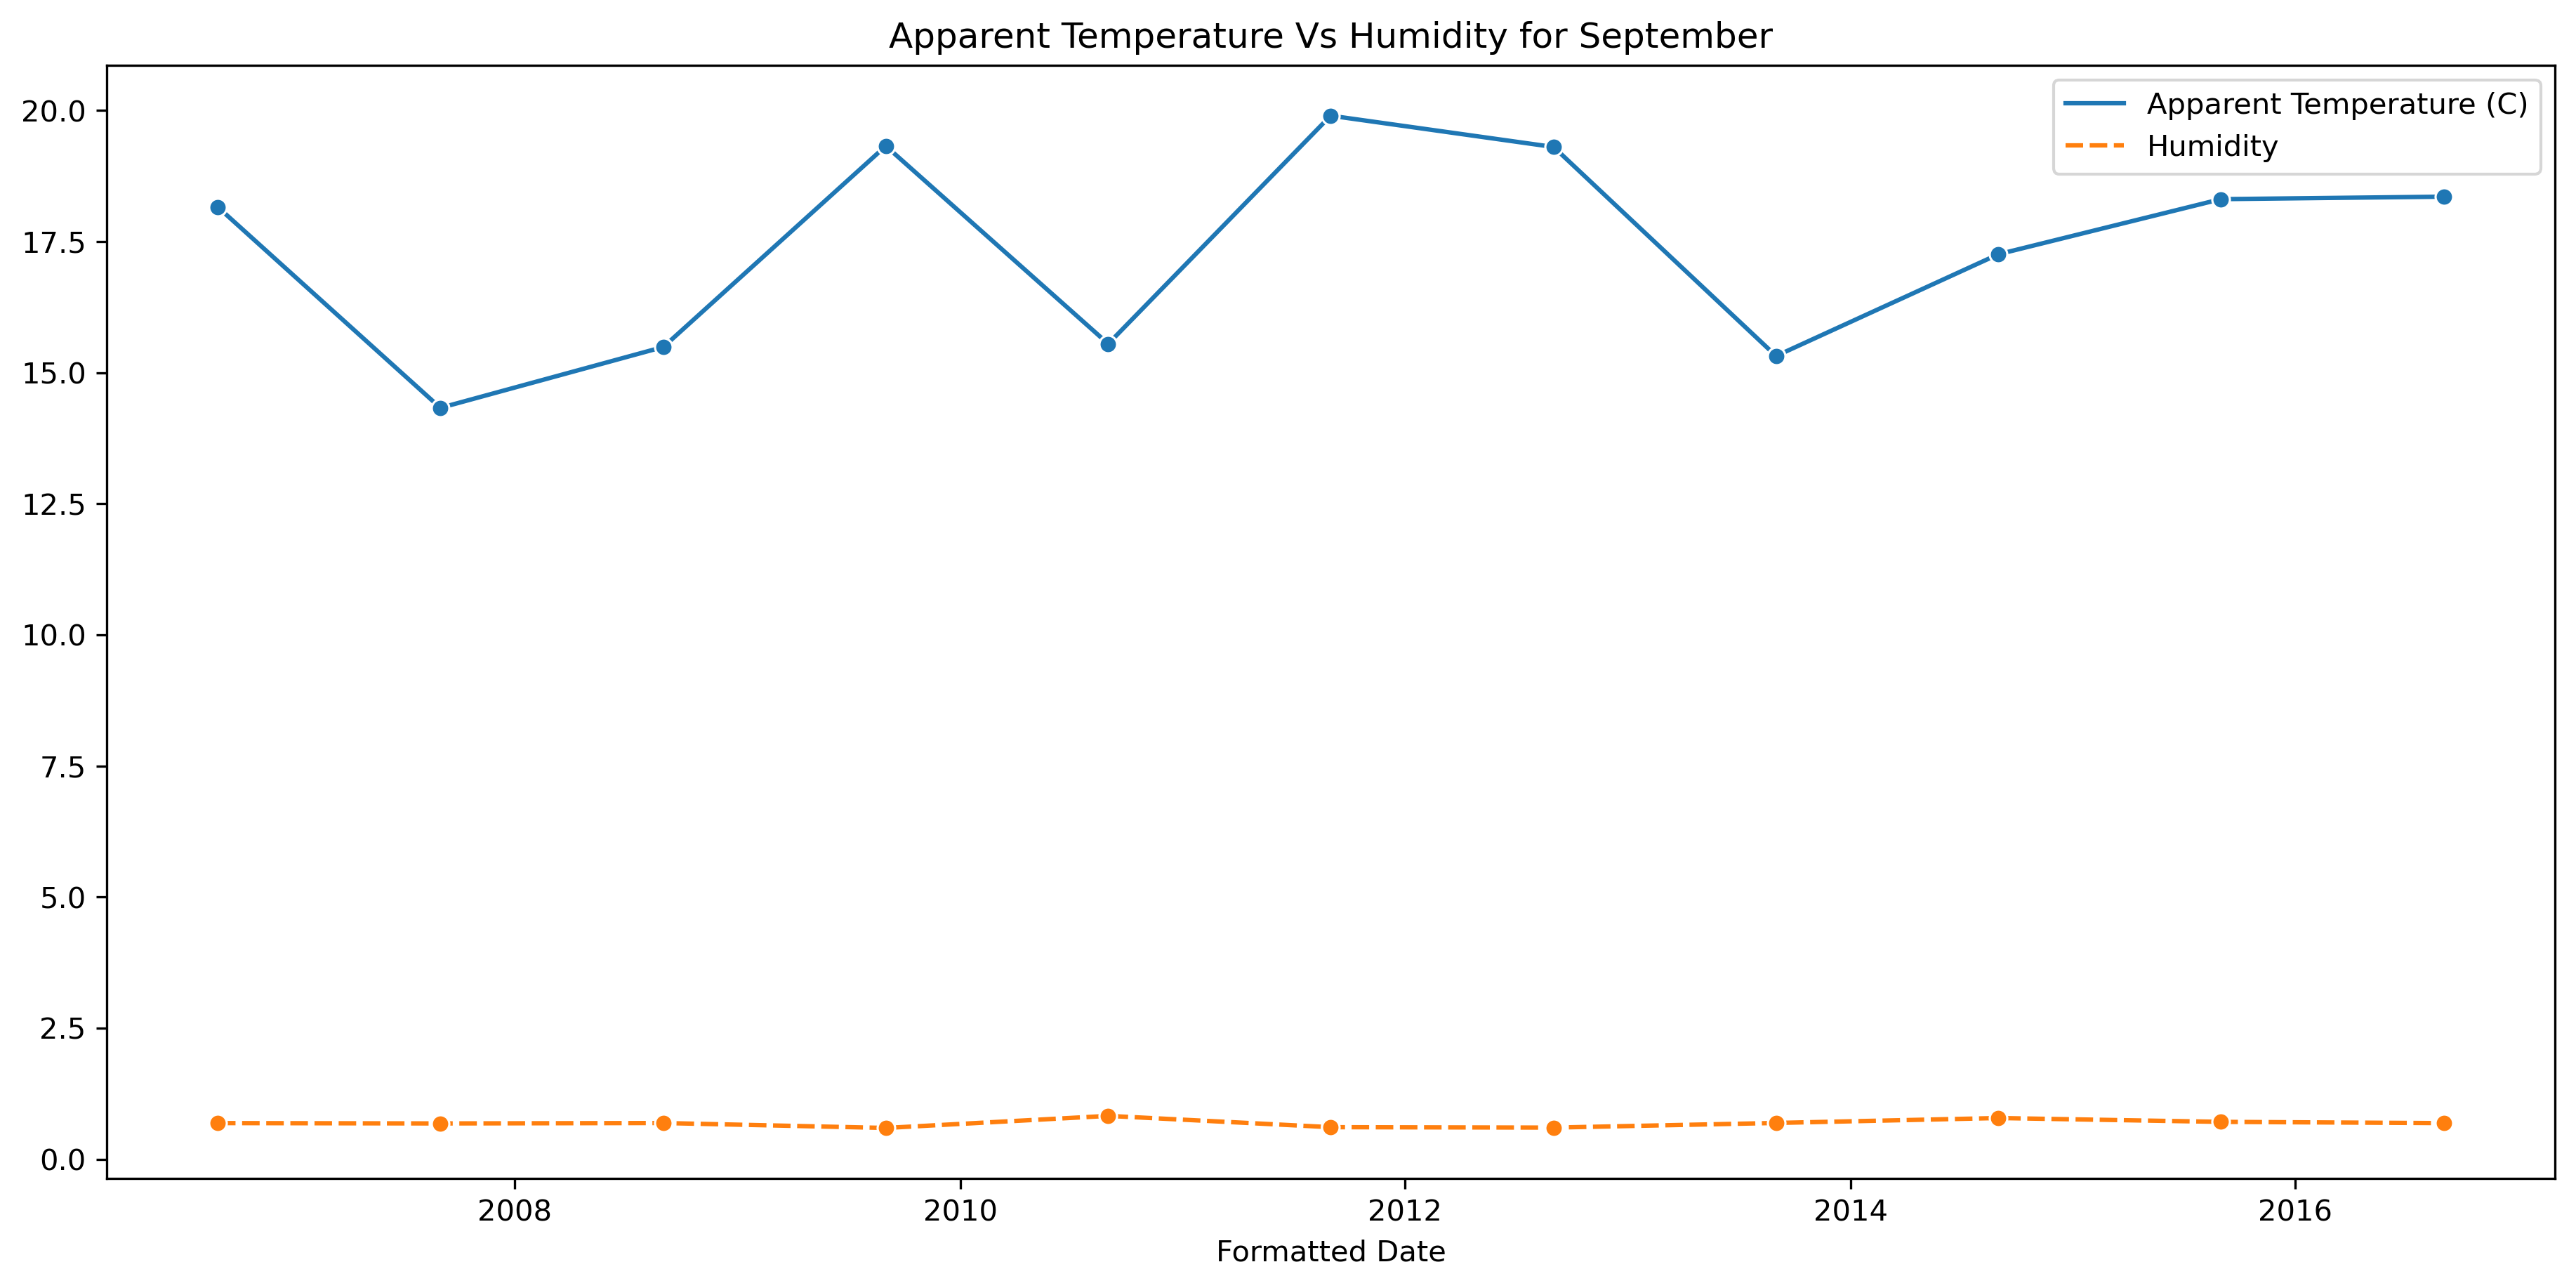 Apparent Temperature Vs Humidity for September
Apparent Temperature (C)
Humidity
20.0
17.5
15.0
12.5
10.0
7.5
5.0
2.5
0.0
2008 2010 2012 2014 2016
Formatted Date